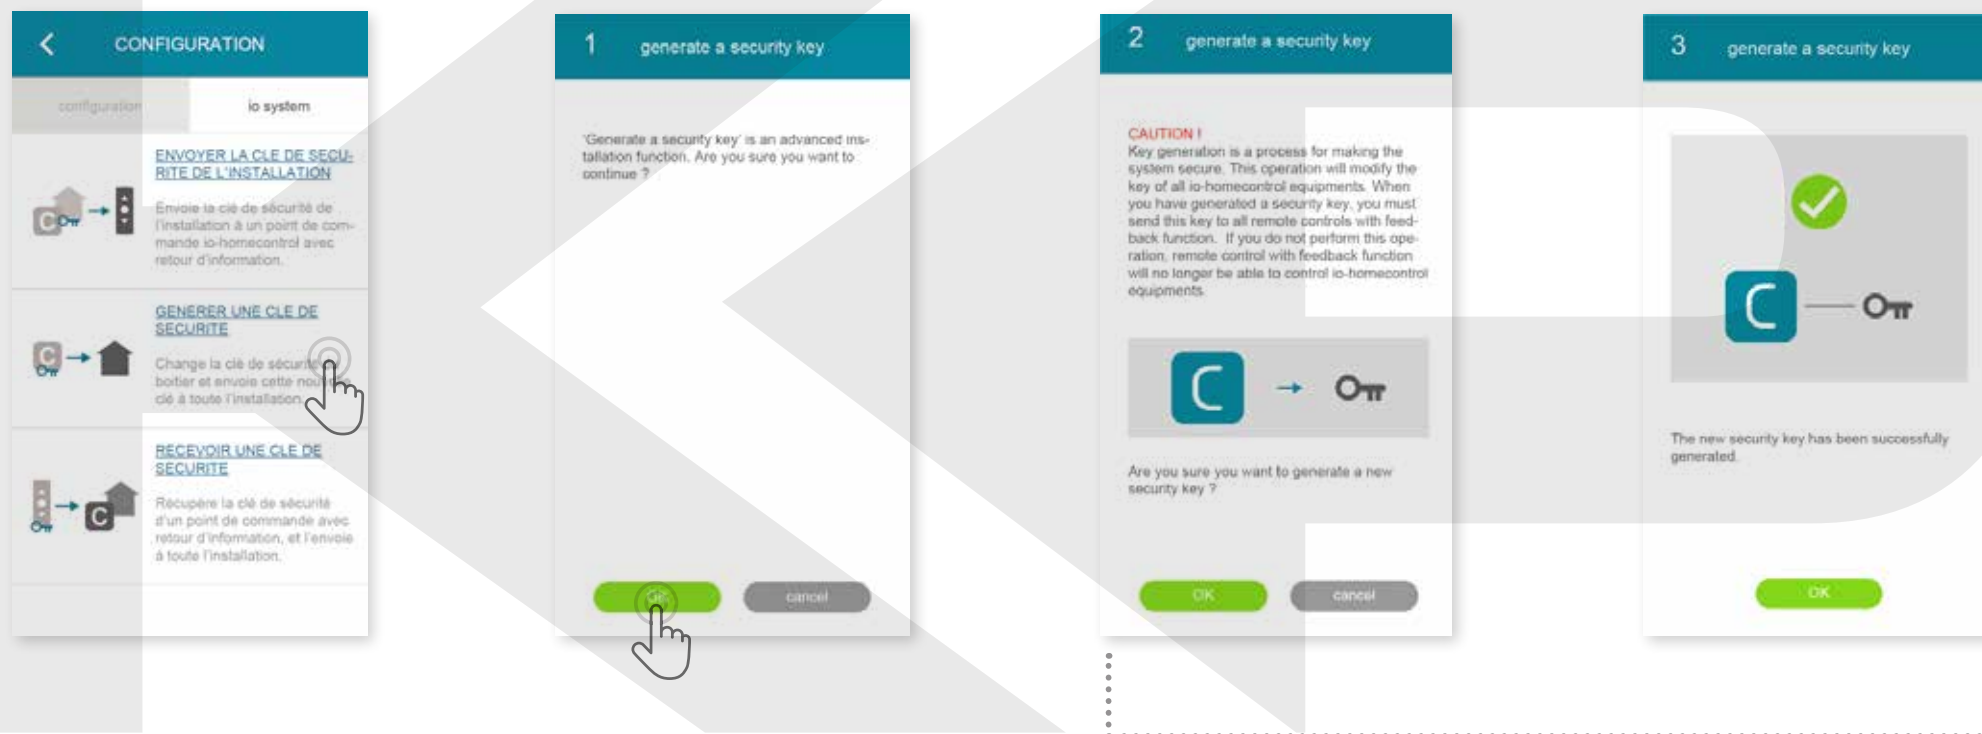 CONFIGURATION
configuration
io system
ENVOYER LA CLE DE SECU-
RITE DE L'INSTALLATION
Envoie la clé de sécurité de
l'installation à un point de com-
mande io-homecontrol avec
retour d'information.
GENERER UNE CLE DE
SECURITE
Change la clé de sécurité
boitier et envoie cette nouvelle
clé à toute l'installation.
RECEVOIR UNE CLE DE
SECURITE
Récupère la clé de sécurité
d'un point de commande avec
retour d'information, et l'envoie
à toute l'installation.
1 generate a security key
'Generate a security key' is an advanced ins-
tallation function. Are you sure you want to
continue ?
cancel
2 generate a security key
CAUTION !
Key generation is a process for making the
system secure. This operation will modify the
key of all io-homecontrol equipments. When
you have generated a security key, you must
send this key to all remote controls with feed-
back function. If you do not perform this ope-
ration, remote control with feedback function
will no longer be able to control io-homecontrol
equipments.
Are you sure you want to generate a new
security key ?
OK
cancel
3 generate a security key
The new security key has been successfully
generated.
OK